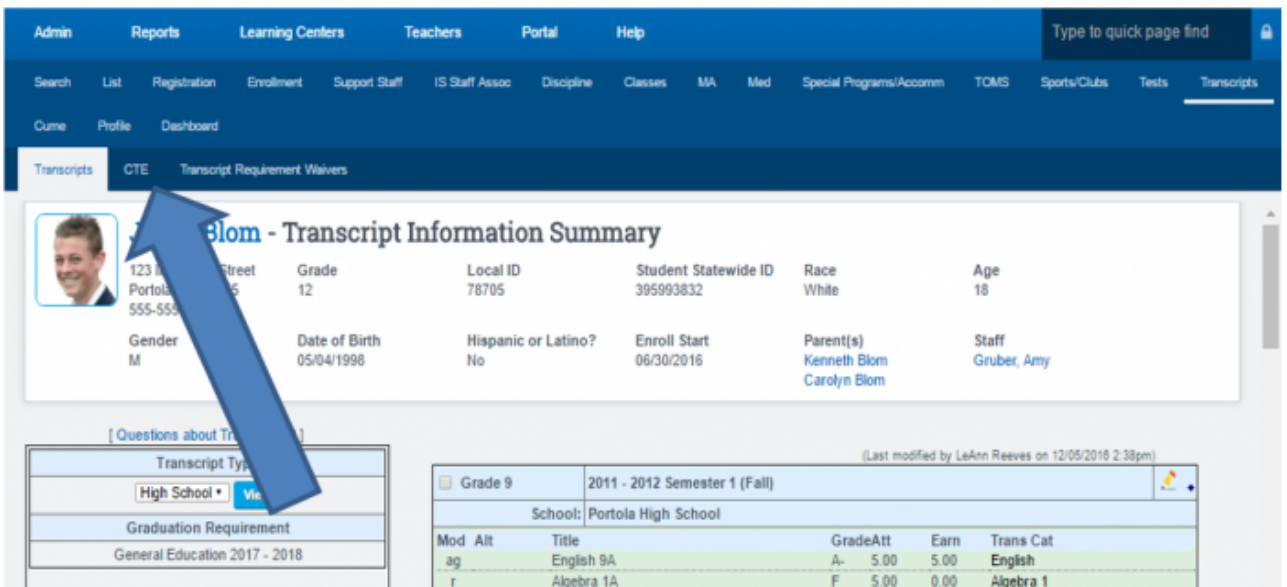 Admin Reports Learning Centers Teachers Portal Help Type to quick page find
Search List Registration Enrollment Support Staff IS Staff Assoc Discipline Classes MA Med Special Programs/Accomm TOMS Sports/Clubs Tests Transcripts
Cume Profile Dashboard
Transcripts CTE Transcript Requirement Waivers
Blom - Transcript Information Summary
123 Street Grade Local ID Student Statewide ID Race Age
12 78705 395993832 White 18
Gender Date of Birth Hispanic or Latino? Enroll Start Parent(s) Staff
M 05/04/1998 No 06/30/2016 Kenneth Blom Gruber, Amy
Carolyn Blom
[ Questions about ]
(Last modified by LeAnn Reeves on 12/05/2016 2:38pm)
Transcript
High School
Graduation Requirement
General Education 2017 - 2018
Grade 9 2011 - 2012 Semester 1 (Fall)
School: Portola High School
Mod Alt Title GradeAtt Earn Trans Cat
ag English 9A A- 5.00 5.00 English
r Algebra 1A F 5.00 0.00 Algebra 1